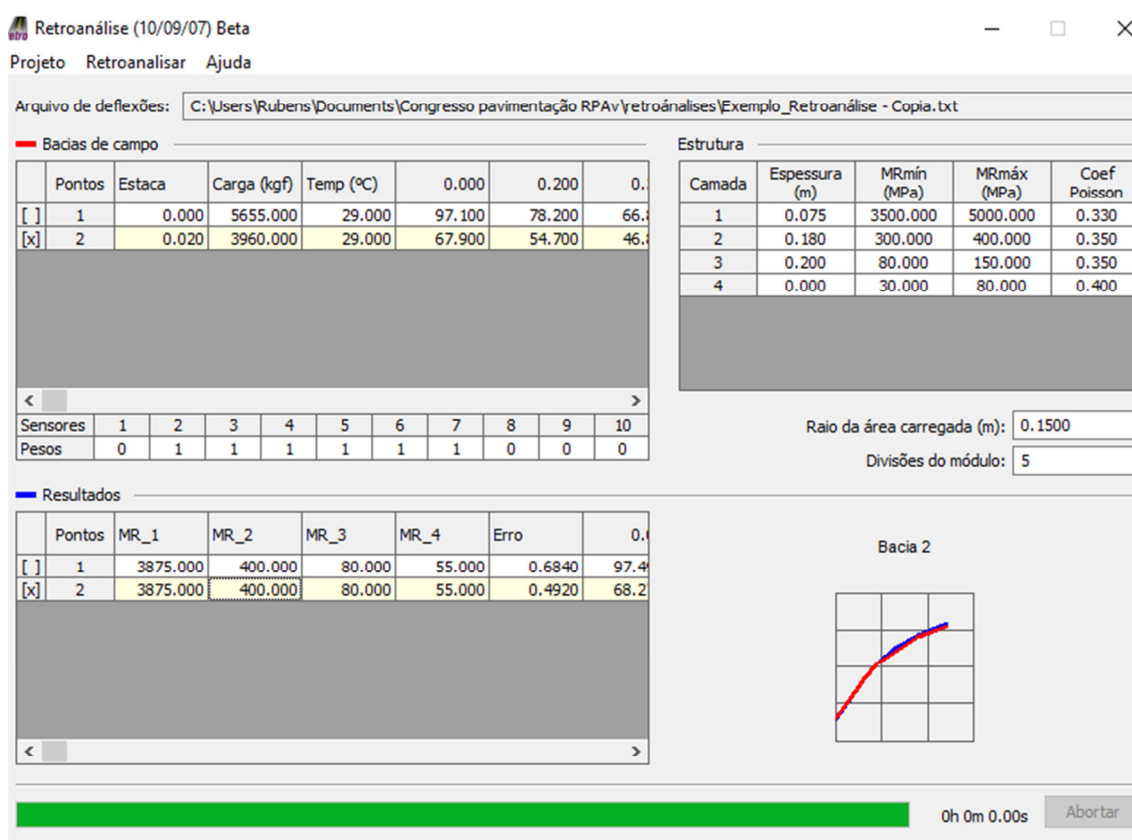 Retroanálise (10/09/07) Beta
Projeto Retroanalisar Ajuda
Arquivo de deflexões: C:\Users\Rubens\Documents\Congresso pavimentação RPAv\retroánalises\Exemplo_Retroanálise - Copia.txt
Bacias de campo
Pontos Estaca Carga (kgf) Temp (ºC) 0.000 0.200
[ ] 1 0.000 5655.000 29.000 97.100 78.200
[x] 2 0.020 3960.000 29.000 67.900 54.700
Sensores 1 2 3 4 5 6 7 8 9 10
Pesos 0 1 1 1 1 1 1 0 0 0
Estrutura
Camada Espessura (m) MRmín (MPa) MRmáx (MPa) Coef Poisson
1 0.075 3500.000 5000.000 0.330
2 0.180 300.000 400.000 0.350
3 0.200 80.000 150.000 0.350
4 0.000 30.000 80.000 0.400
Raio da área carregada (m): 0.1500
Divisões do módulo: 5
Resultados
Pontos MR_1 MR_2 MR_3 MR_4 Erro
[ ] 1 3875.000 400.000 80.000 55.000 0.6840
[x] 2 3875.000 400.000 80.000 55.000 0.4920
Bacia 2
0h 0m 0.00s
Abortar